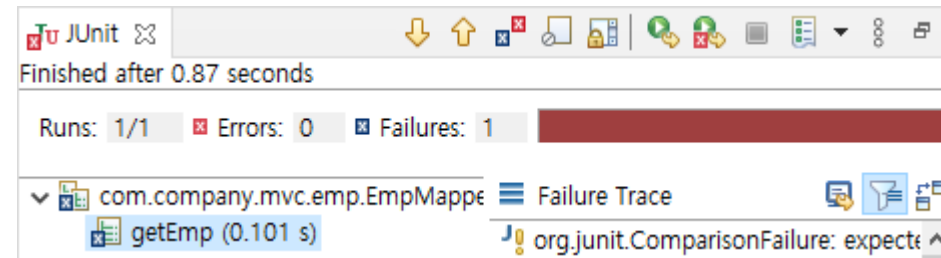 JUnit
Finished after 0.87 seconds
Runs: 1/1 Errors: 0 Failures: 1
com.company.mvc.emp.EmpMappe
Failure Trace
getEmp (0.101 s)
org.junit.ComparisonFailure: expecte